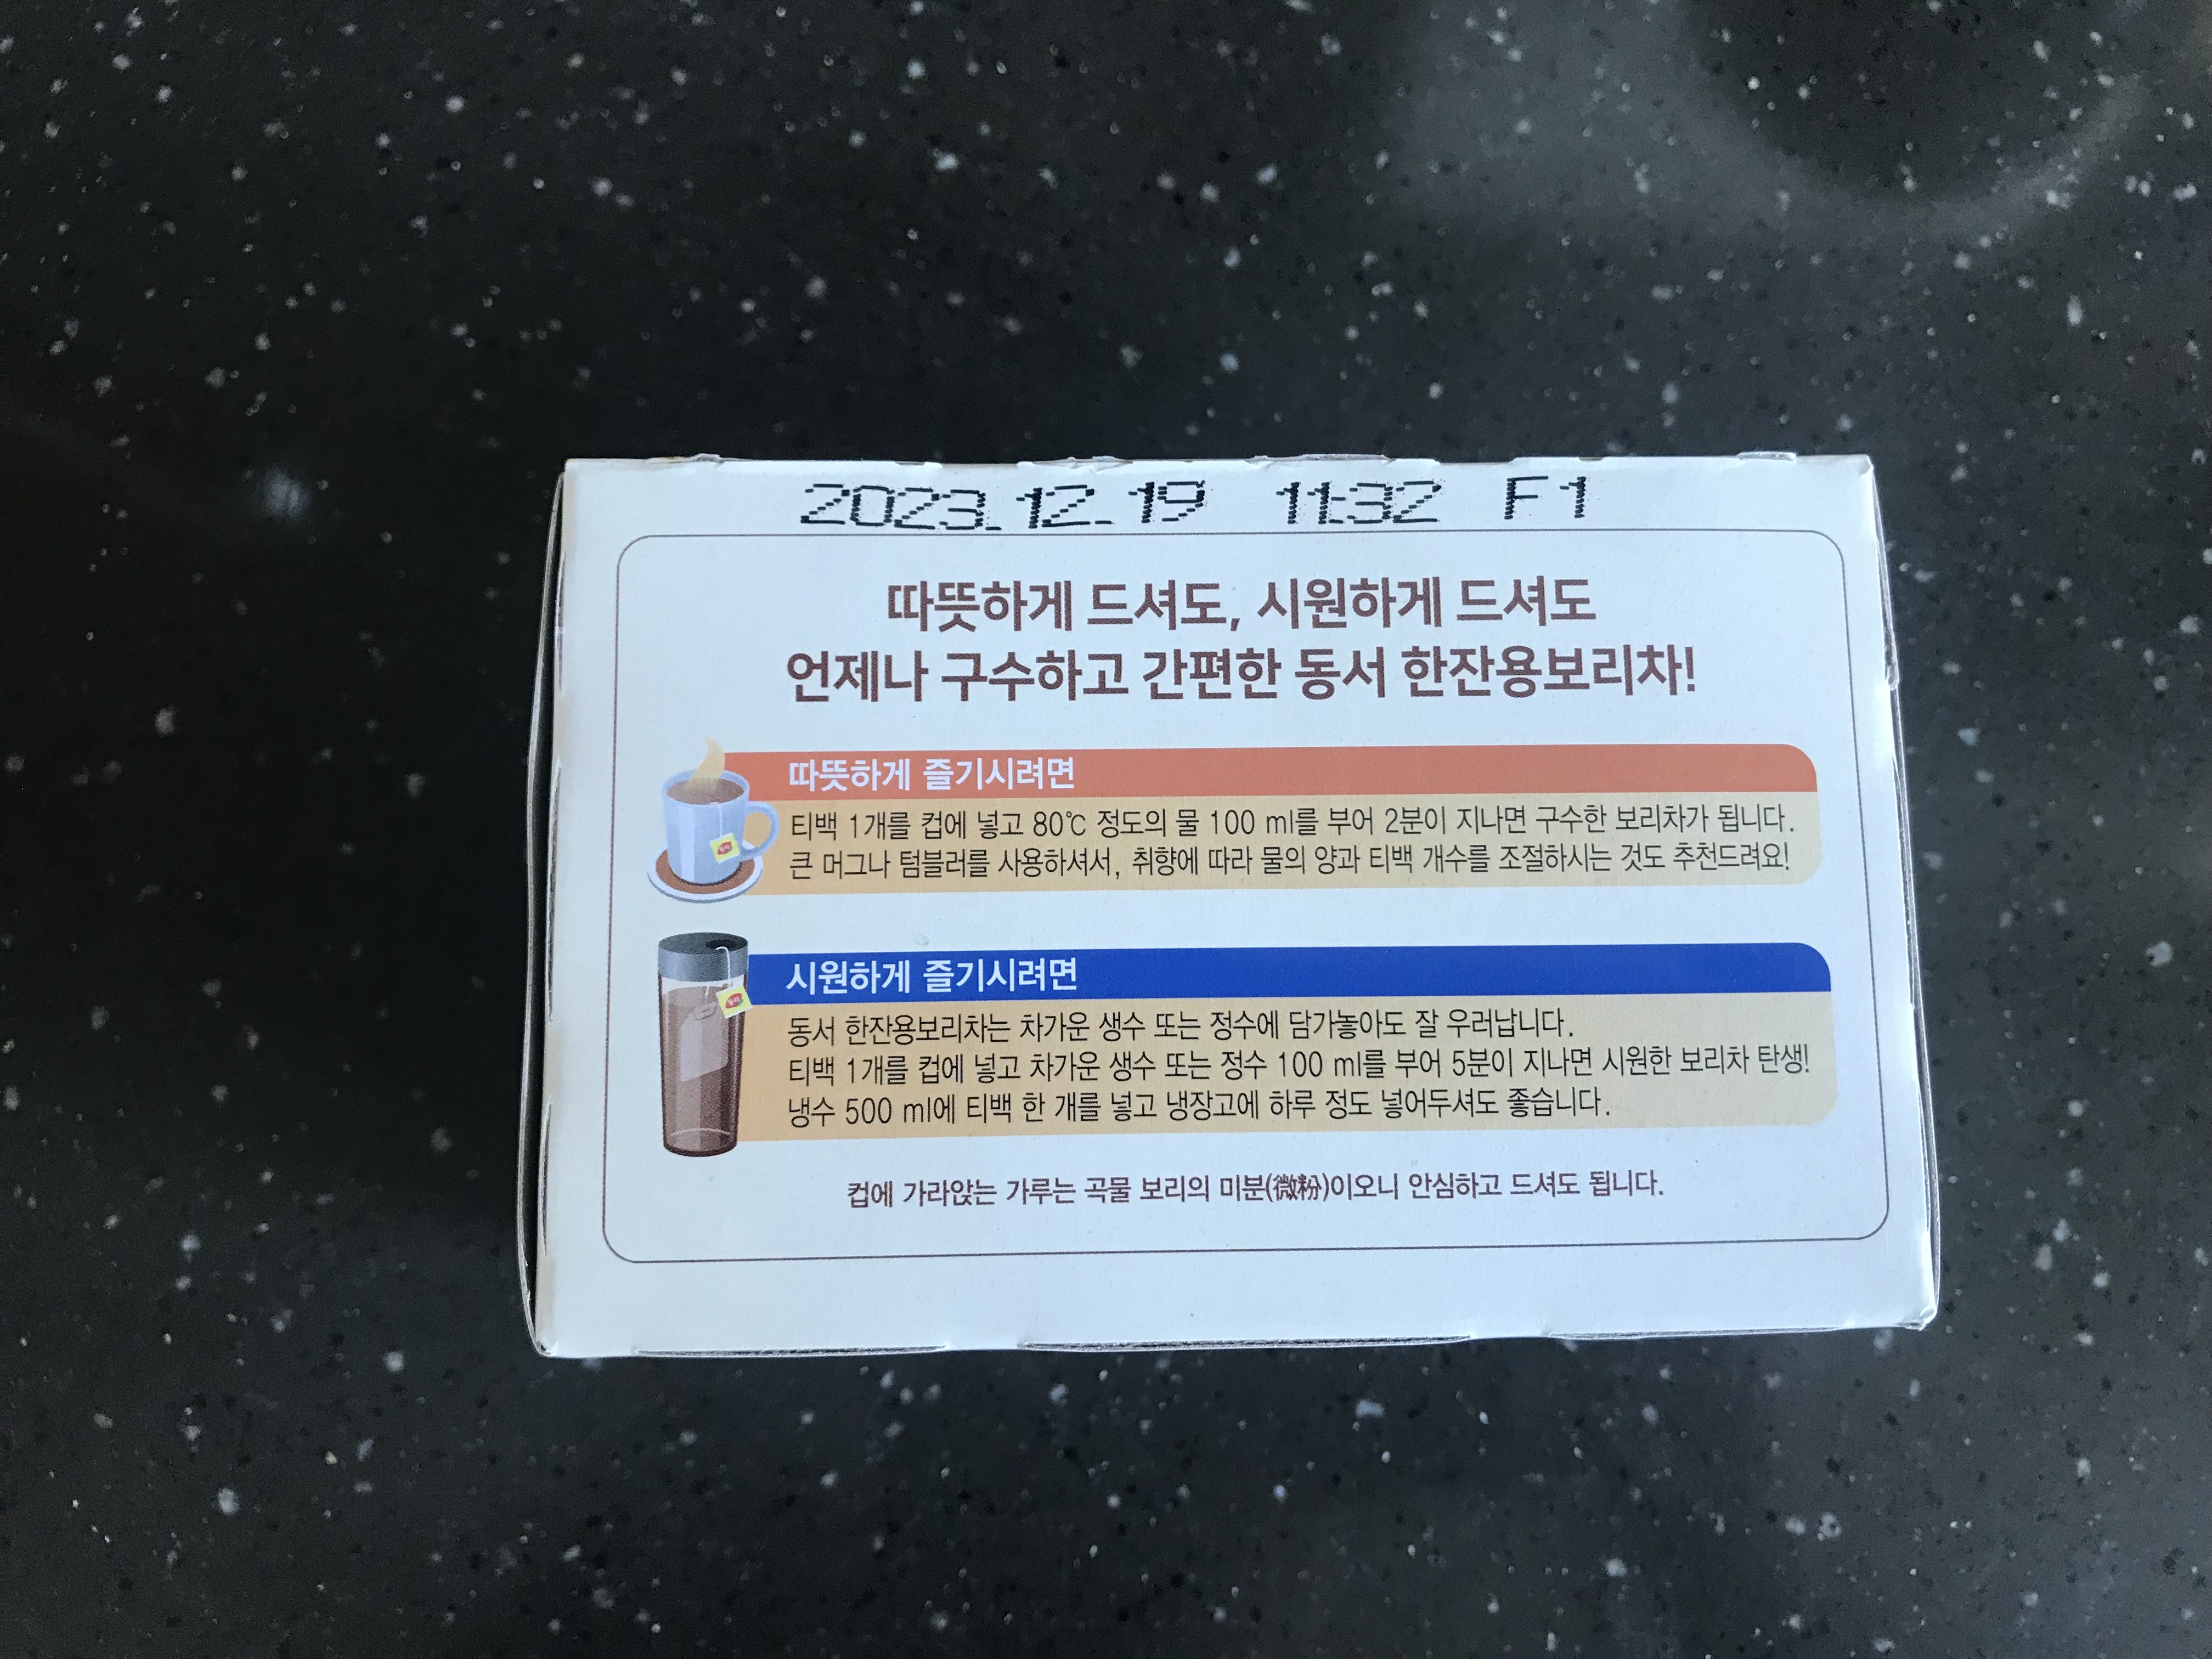 2023.12.19 11:32 F1
따뜻하게 드셔도, 시원하게 드셔도
언제나 구수하고 간편한 동서 한잔용보리차!
따뜻하게 즐기시려면
티백 1개를 컵에 넣고 80℃ 정도의 물 100 ml를 부어 2분이 지나면 구수한 보리차가 됩니다.
큰 머그나 텀블러를 사용하셔서, 취향에 따라 물의 양과 티백 개수를 조절하시는 것도 추천드려요!
시원하게 즐기시려면
동서 한잔용보리차는 차가운 생수 또는 정수에 담가놓아도 잘 우러납니다.
티백 1개를 컵에 넣고 차가운 생수 또는 정수 100 ml를 부어 5분이 지나면 시원한 보리차 탄생!
냉수 500 ml에 티백 한 개를 넣고 냉장고에 하루 정도 넣어두셔도 좋습니다.
컵에 가라앉는 가루는 곡물 보리의 미분(微粉)이오니 안심하고 드셔도 됩니다.